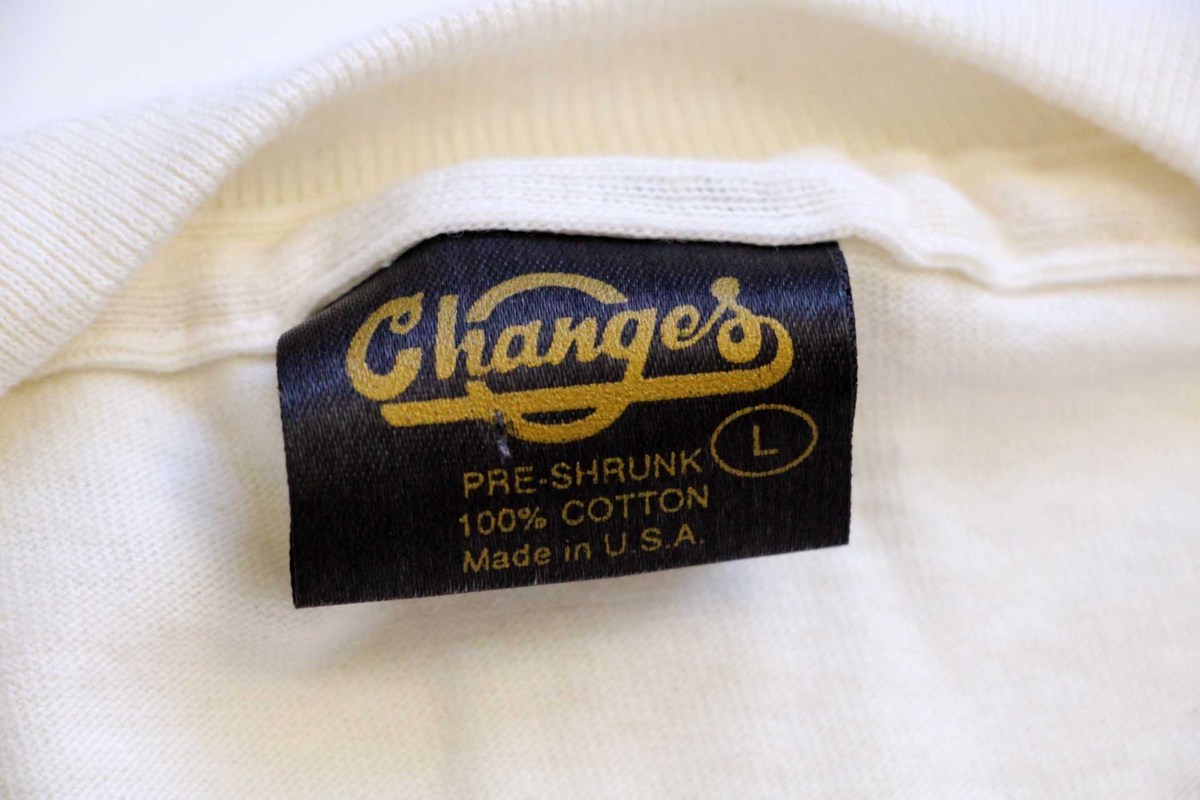 Changes
L
PRE-SHRUNK
100% COTTON
Made in U.S.A.